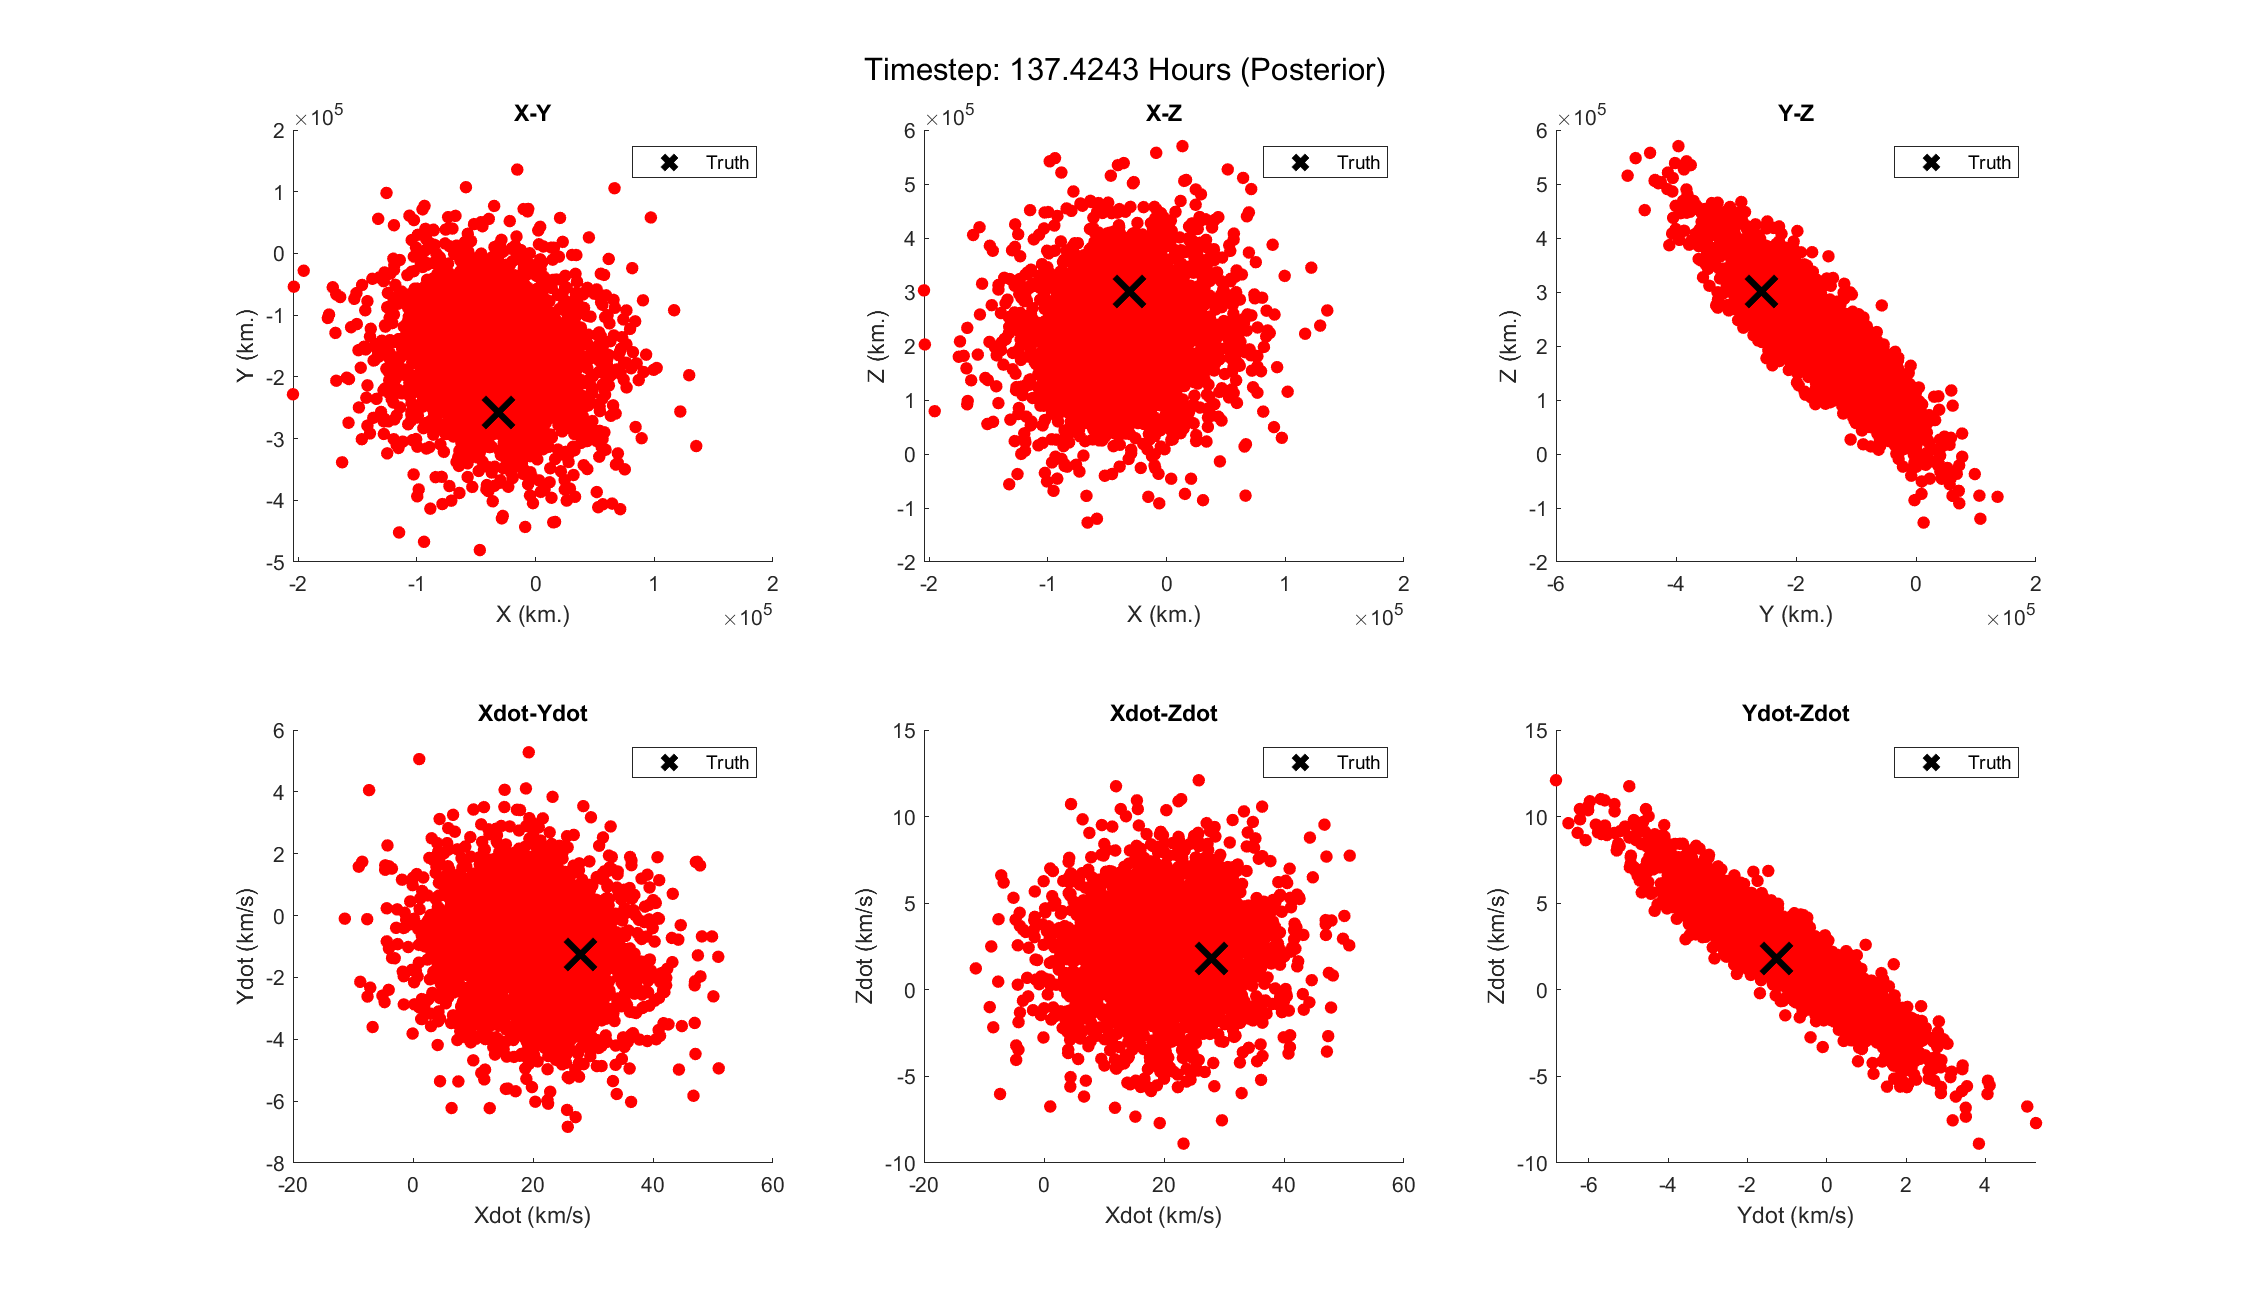 Timestep: 137.4243 Hours (Posterior)
X-Y
×10^5
2
1
0
-1
-2
-3
-4
-5
Y (km.)
-2 -1 0 1 2
X (km.)
×10^5
Truth
X-Z
×10^5
6
5
4
3
2
1
0
-1
-2
Z (km.)
-2 -1 0 1 2
X (km.)
×10^5
Truth
Y-Z
×10^5
6
5
4
3
2
1
0
-1
-2
Z (km.)
-6 -4 -2 0 2
Y (km.)
×10^5
Truth
Xdot-Ydot
6
4
2
0
-2
-4
-6
-8
Ydot (km/s)
-20 0 20 40 60
Xdot (km/s)
Truth
Xdot-Zdot
15
10
5
0
-5
-10
Zdot (km/s)
-20 0 20 40 60
Xdot (km/s)
Truth
Ydot-Zdot
15
10
5
0
-5
-10
Zdot (km/s)
-6 -4 -2 0 2 4
Ydot (km/s)
Truth